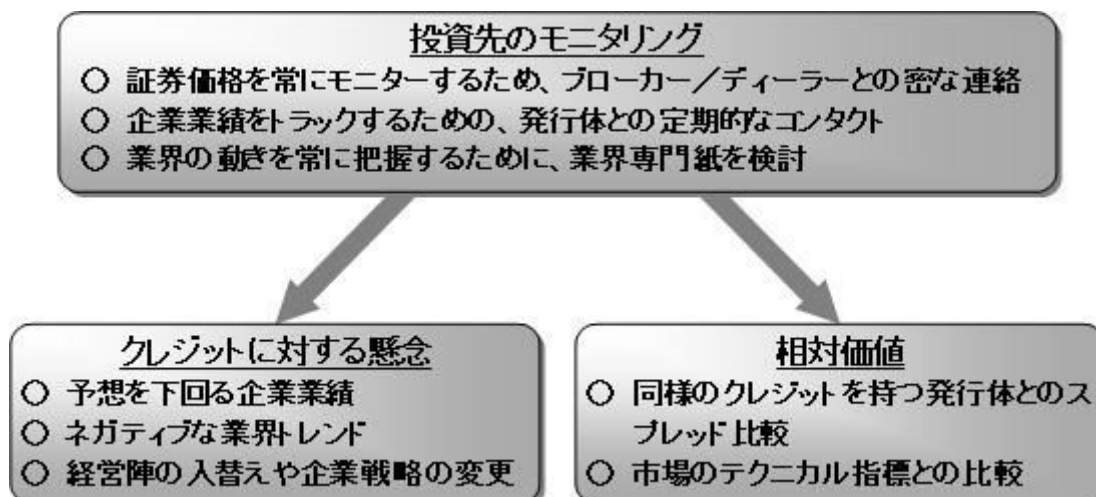 投資先のモニタリング
○ 証券価格を常にモニターするため、ブローカー／ディーラーとの密な連絡
○ 企業業績をトラックするための、発行体との定期的なコンタクト
○ 業界の動きを常に把握するために、業界専門紙を検討
クレジットに対する懸念
○ 予想を下回る企業業績
○ ネガティブな業界トレンド
○ 経営陣の入替えや企業戦略の変更
相対価値
○ 同様のクレジットを持つ発行体とのス
プレッド比較
○ 市場のテクニカル指標との比較